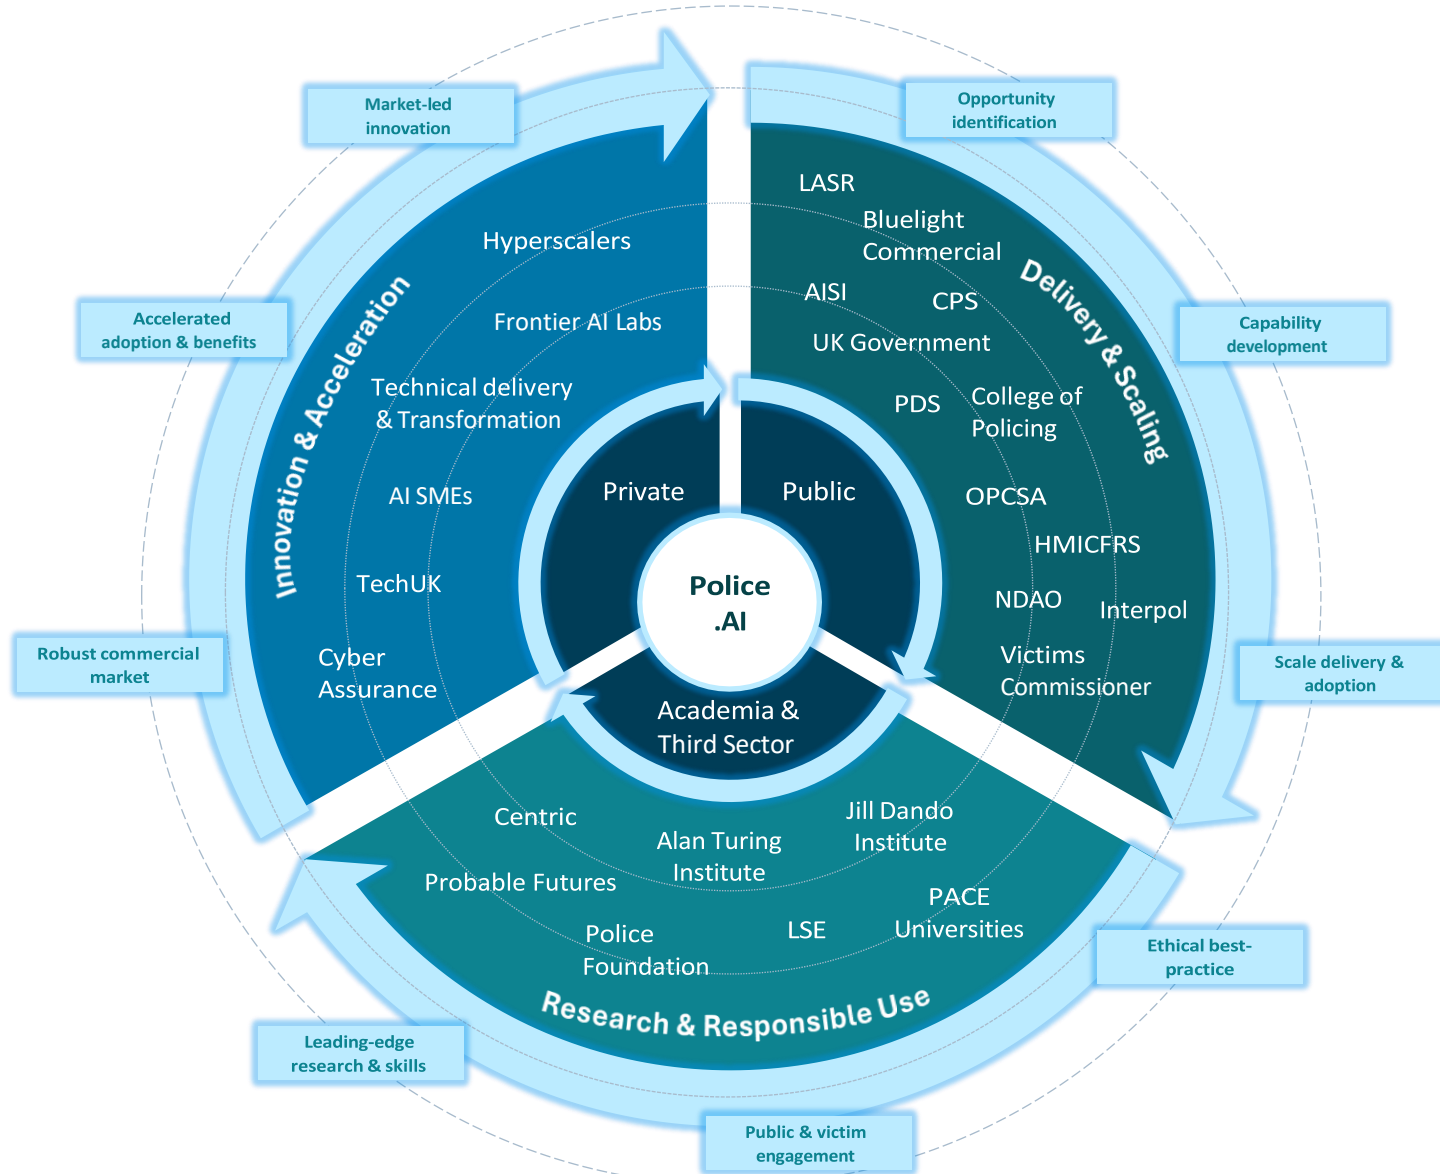 Market-led
innovation
Opportunity
identification
Accelerated
adoption & benefits
Capability
development
Robust commercial
market
Scale delivery &
adoption
Ethical best-
practice
Leading-edge
research & skills
Public & victim
engagement
Innovation & Acceleration
Hyperscalers
Frontier AI Labs
Technical delivery
& Transformation
AI SMEs
TechUK
Cyber
Assurance
Delivery & Scaling
LASR
Bluelight
Commercial
AISI
CPS
UK Government
PDS
College of
Policing
OPCSA
HMICFRS
NDAO
Interpol
Victims
Commissioner
Private
Public
Police
.AI
Academia &
Third Sector
Centric
Alan Turing
Institute
Jill Dando
Institute
Probable Futures
PACE
Universities
Police
Foundation
LSE
Research & Responsible Use